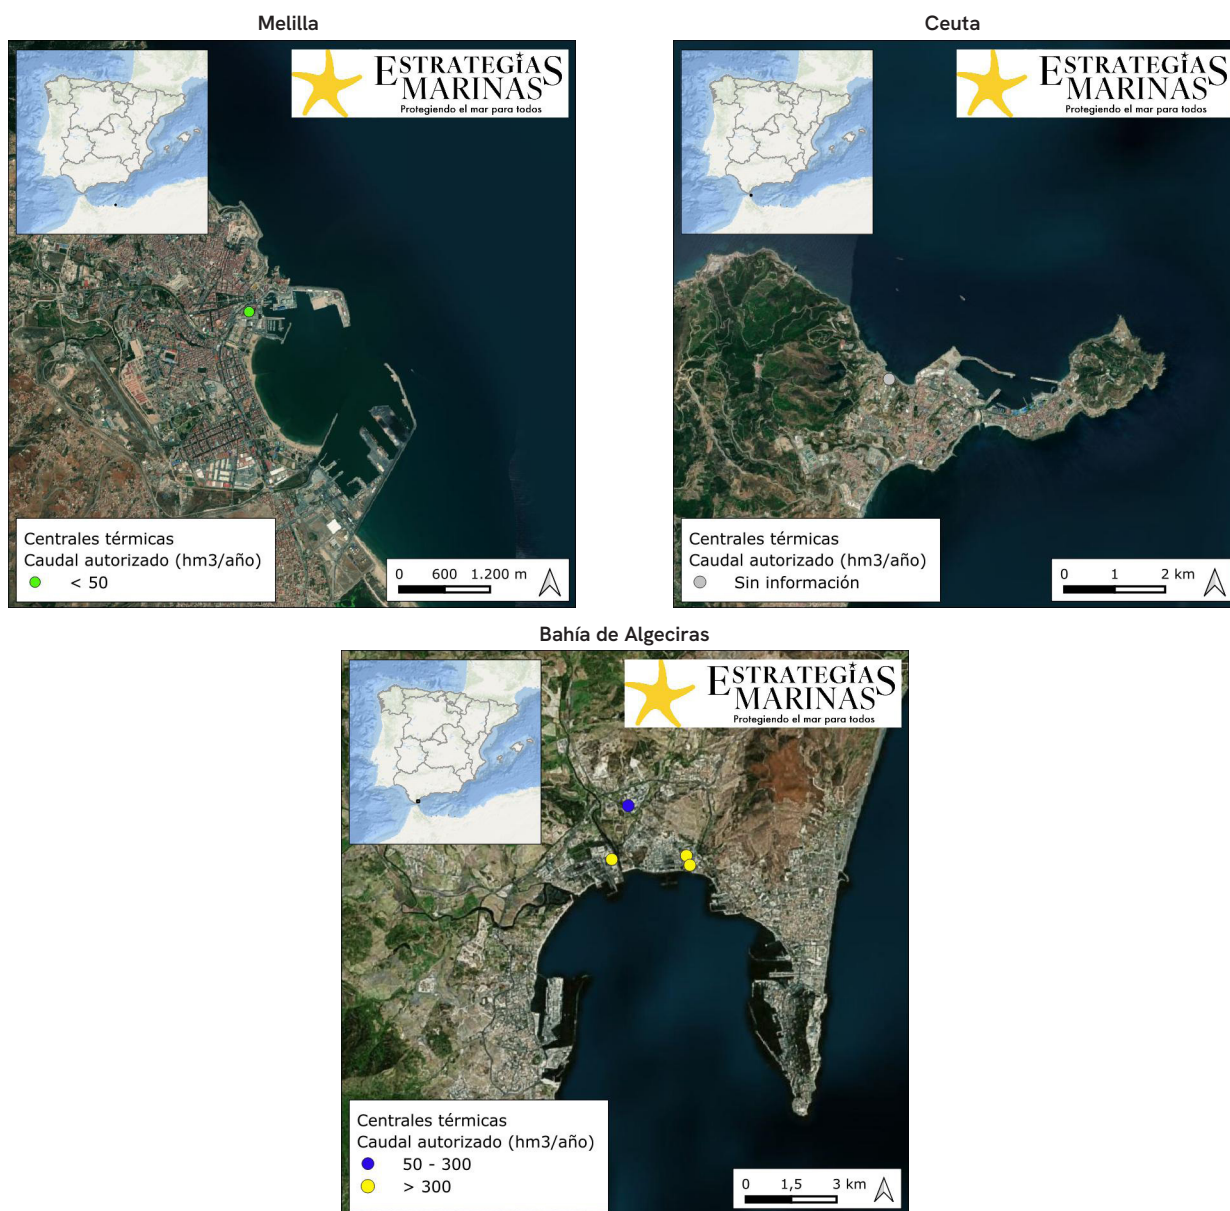 Melilla
ESTRATEGIAS
MARINAS
Protegiendo el mar para todos
Centrales térmicas
Caudal autorizado (hm3/año)
< 50
0 600 1.200 m
Ceuta
ESTRATEGIAS
MARINAS
Protegiendo el mar para todos
Centrales térmicas
Caudal autorizado (hm3/año)
Sin información
0 1 2 km
Bahía de Algeciras
ESTRATEGIAS
MARINAS
Protegiendo el mar para todos
Centrales térmicas
Caudal autorizado (hm3/año)
50 - 300
> 300
0 1,5 3 km